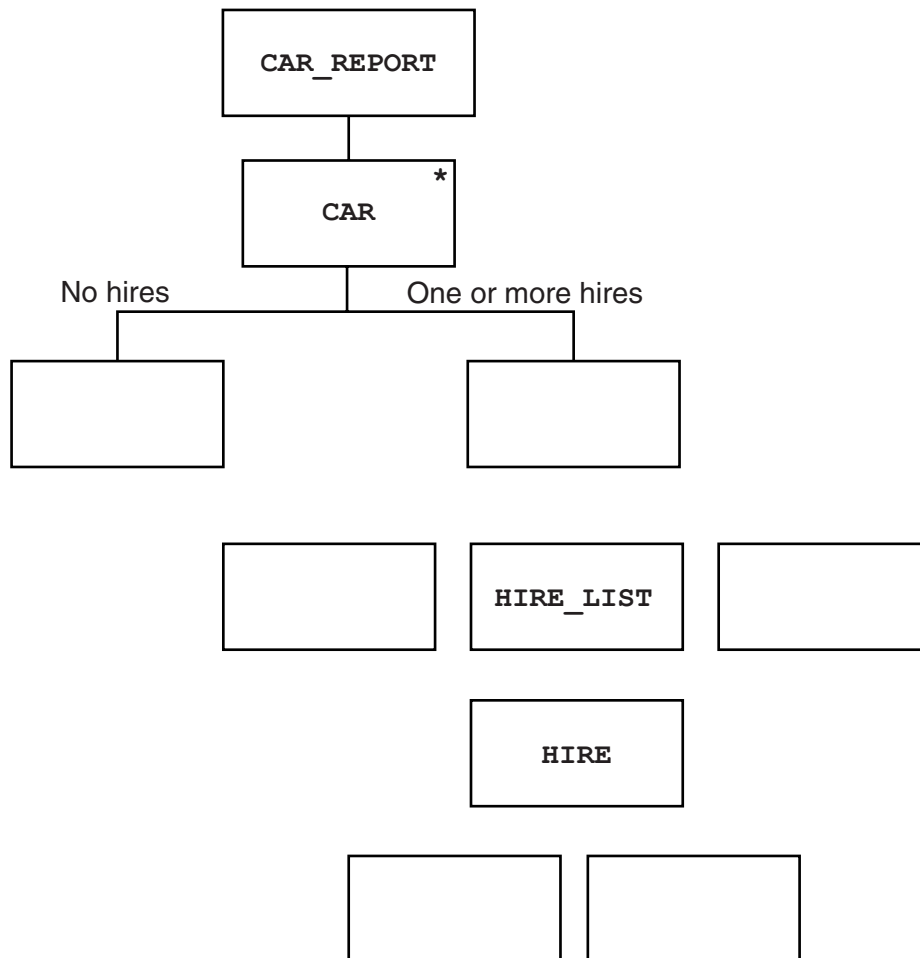 CAR_REPORT
*
CAR
No hires
One or more hires
HIRE_LIST
HIRE